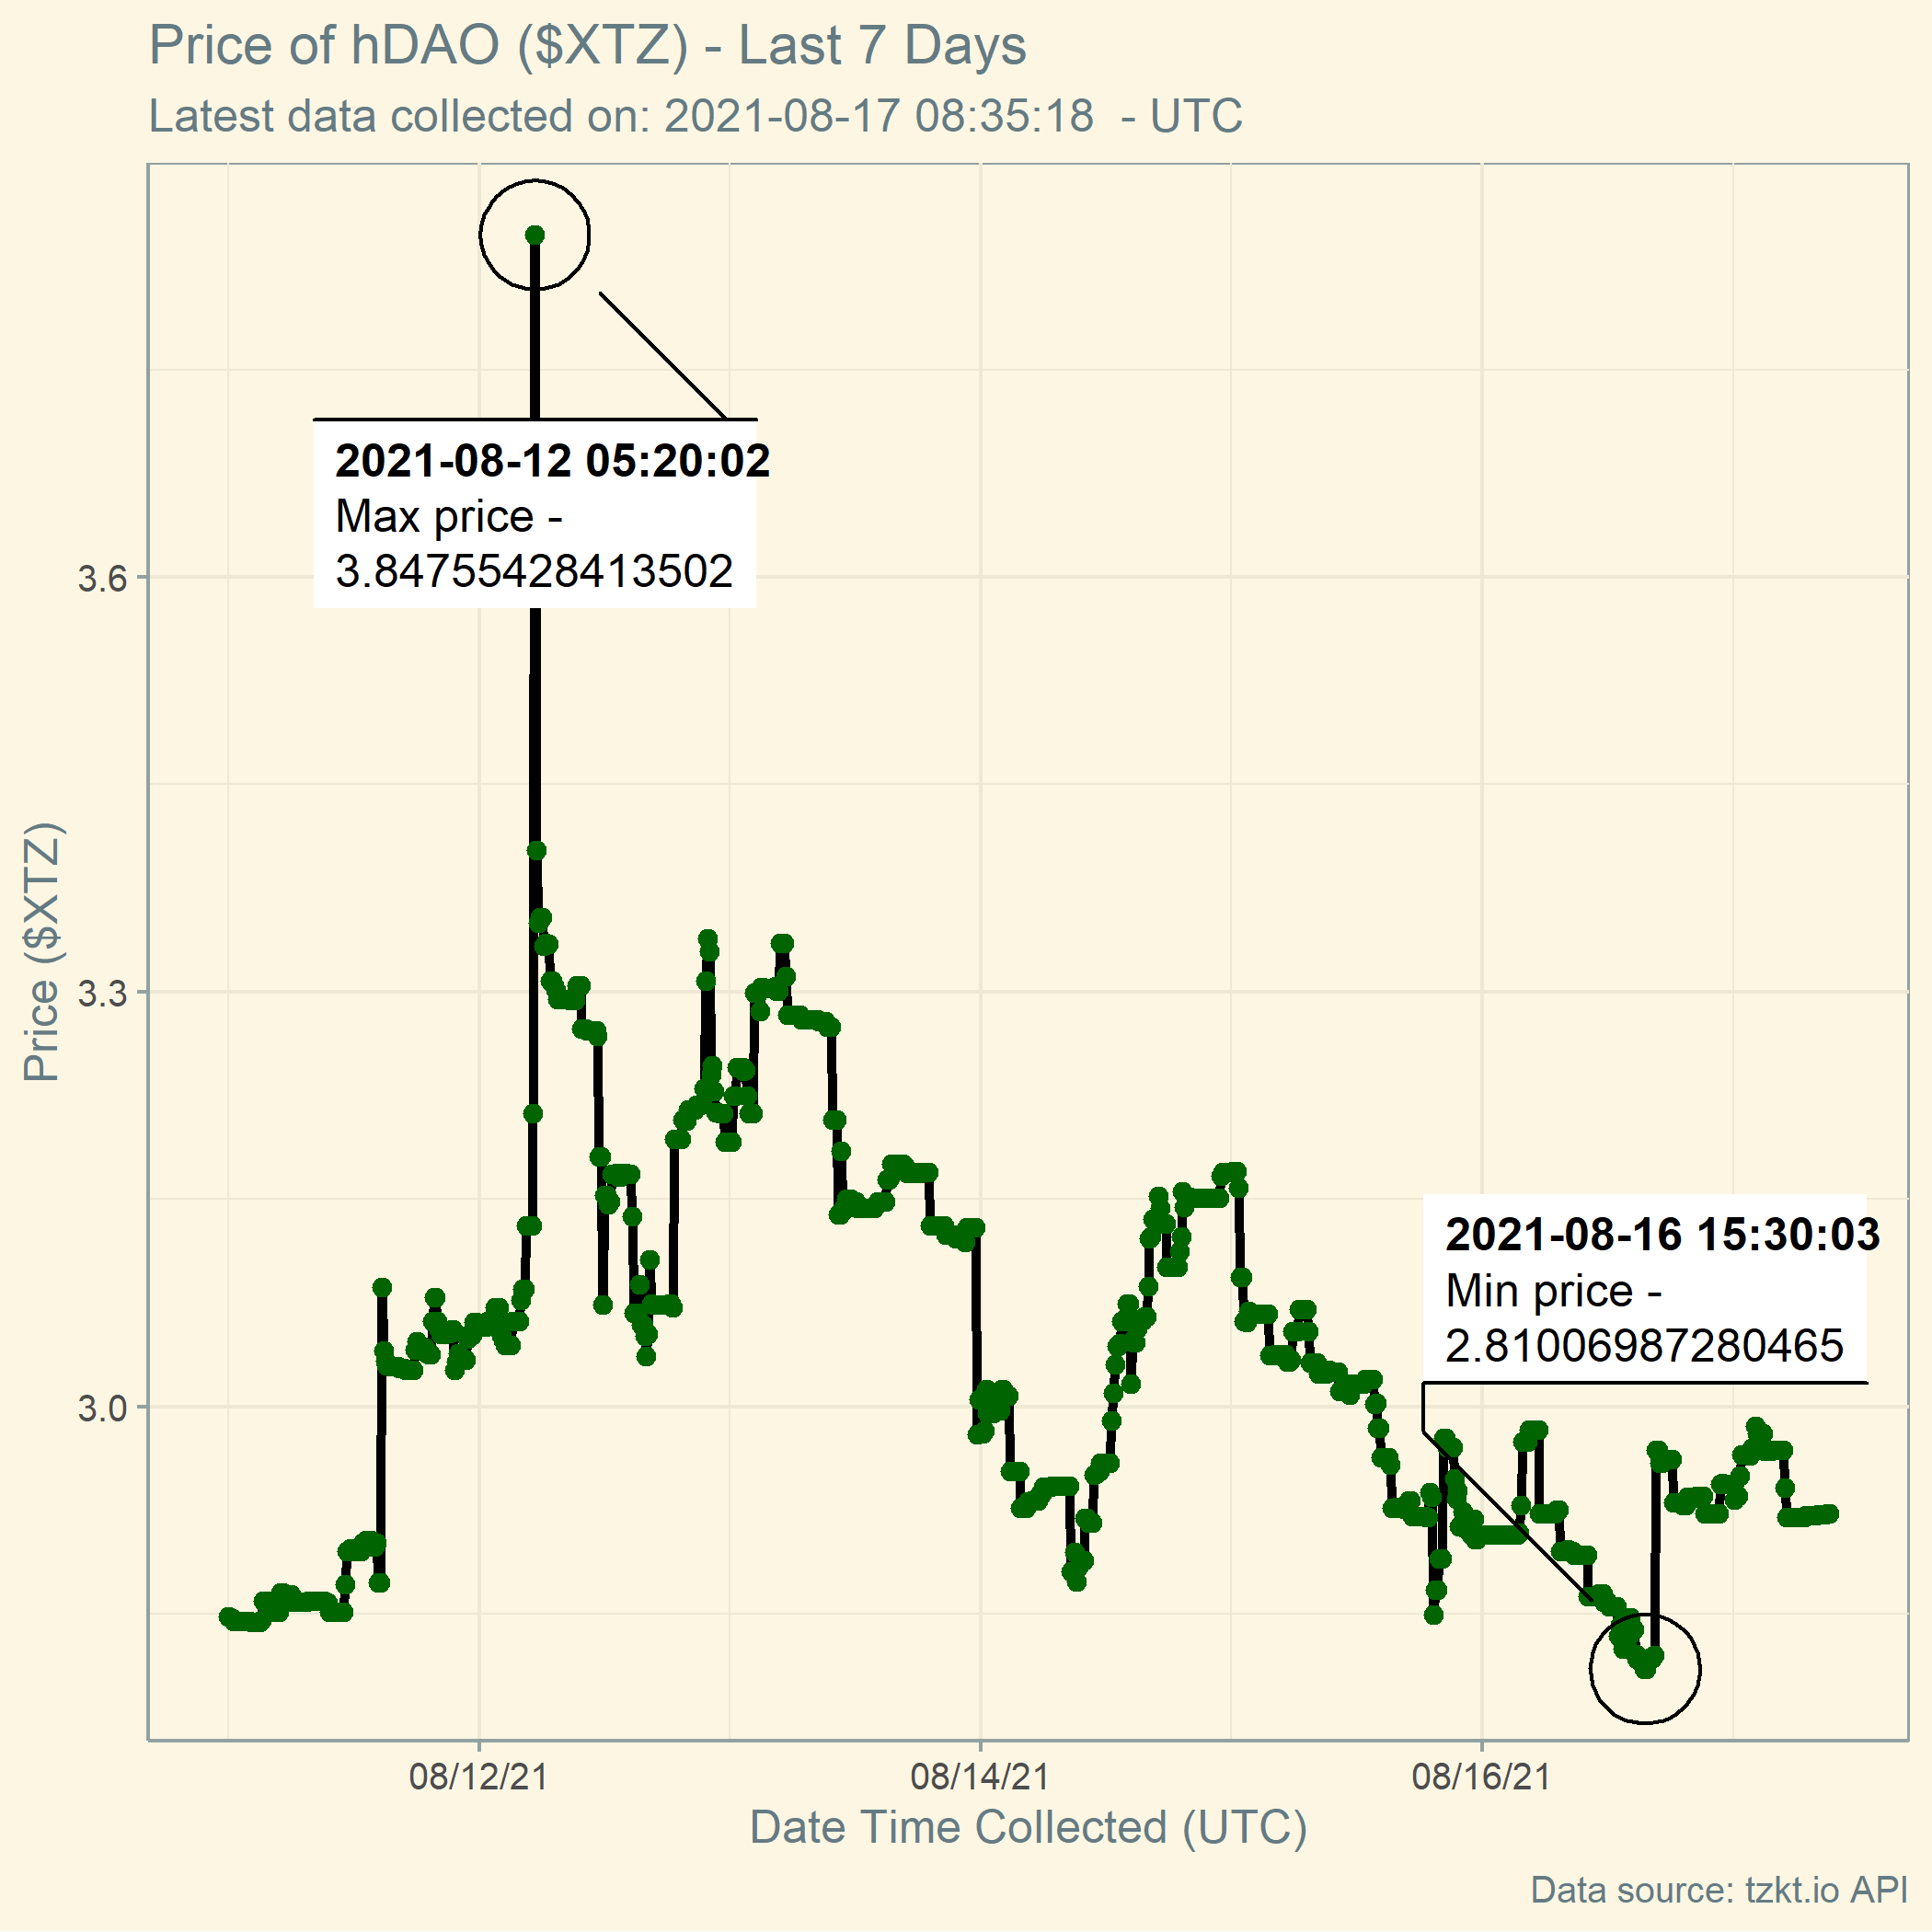 Price of hDAO ($XTZ) - Last 7 Days
Latest data collected on: 2021-08-17 08:35:18  - UTC
2021-08-12 05:20:02
Max price -
3.84755428413502
3.6
3.3
3.0
Price ($XTZ)
2021-08-16 15:30:03
Min price -
2.81006987280465
08/12/21
08/14/21
08/16/21
Date Time Collected (UTC)
Data source: tzkt.io API